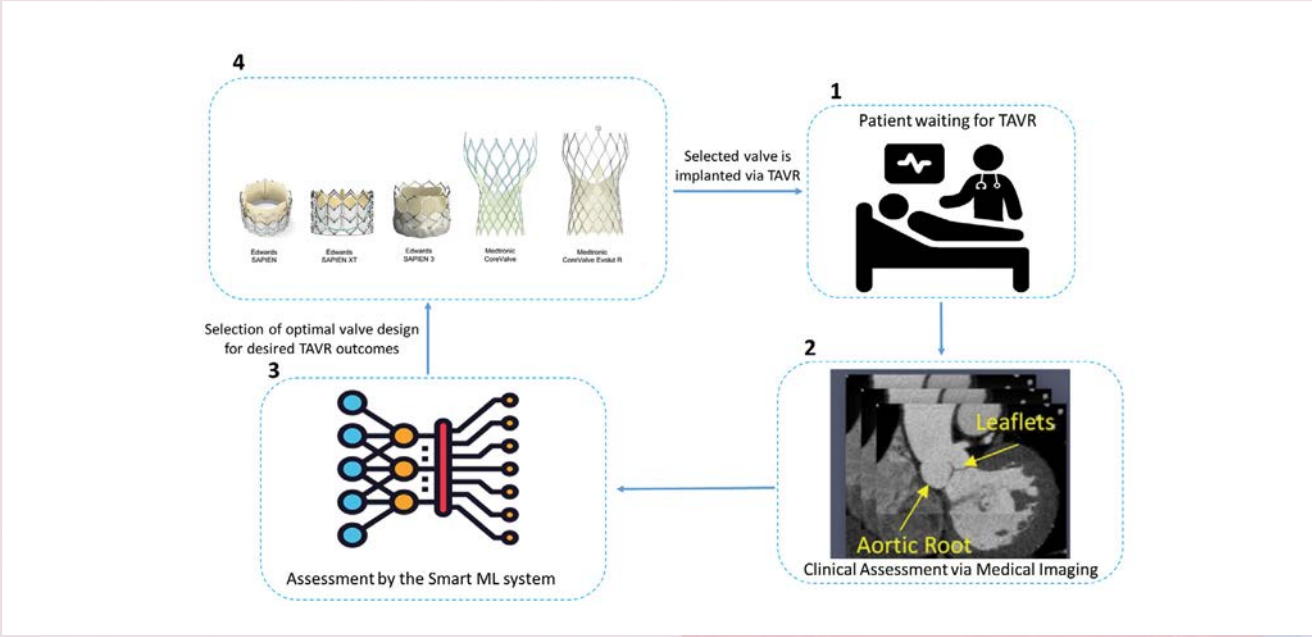 4
Edwards
SAPIEN
Edwards
SAPIEN XT
Edwards
SAPIEN 3
Medtronic
CoreValve
Medtronic
CoreValve Evolut R
Selected valve is
implanted via TAVR
1
Patient waiting for TAVR
2
Leaflets
Aortic Root
Clinical Assessment via Medical Imaging
Selection of optimal valve design
for desired TAVR outcomes
3
Assessment by the Smart ML system